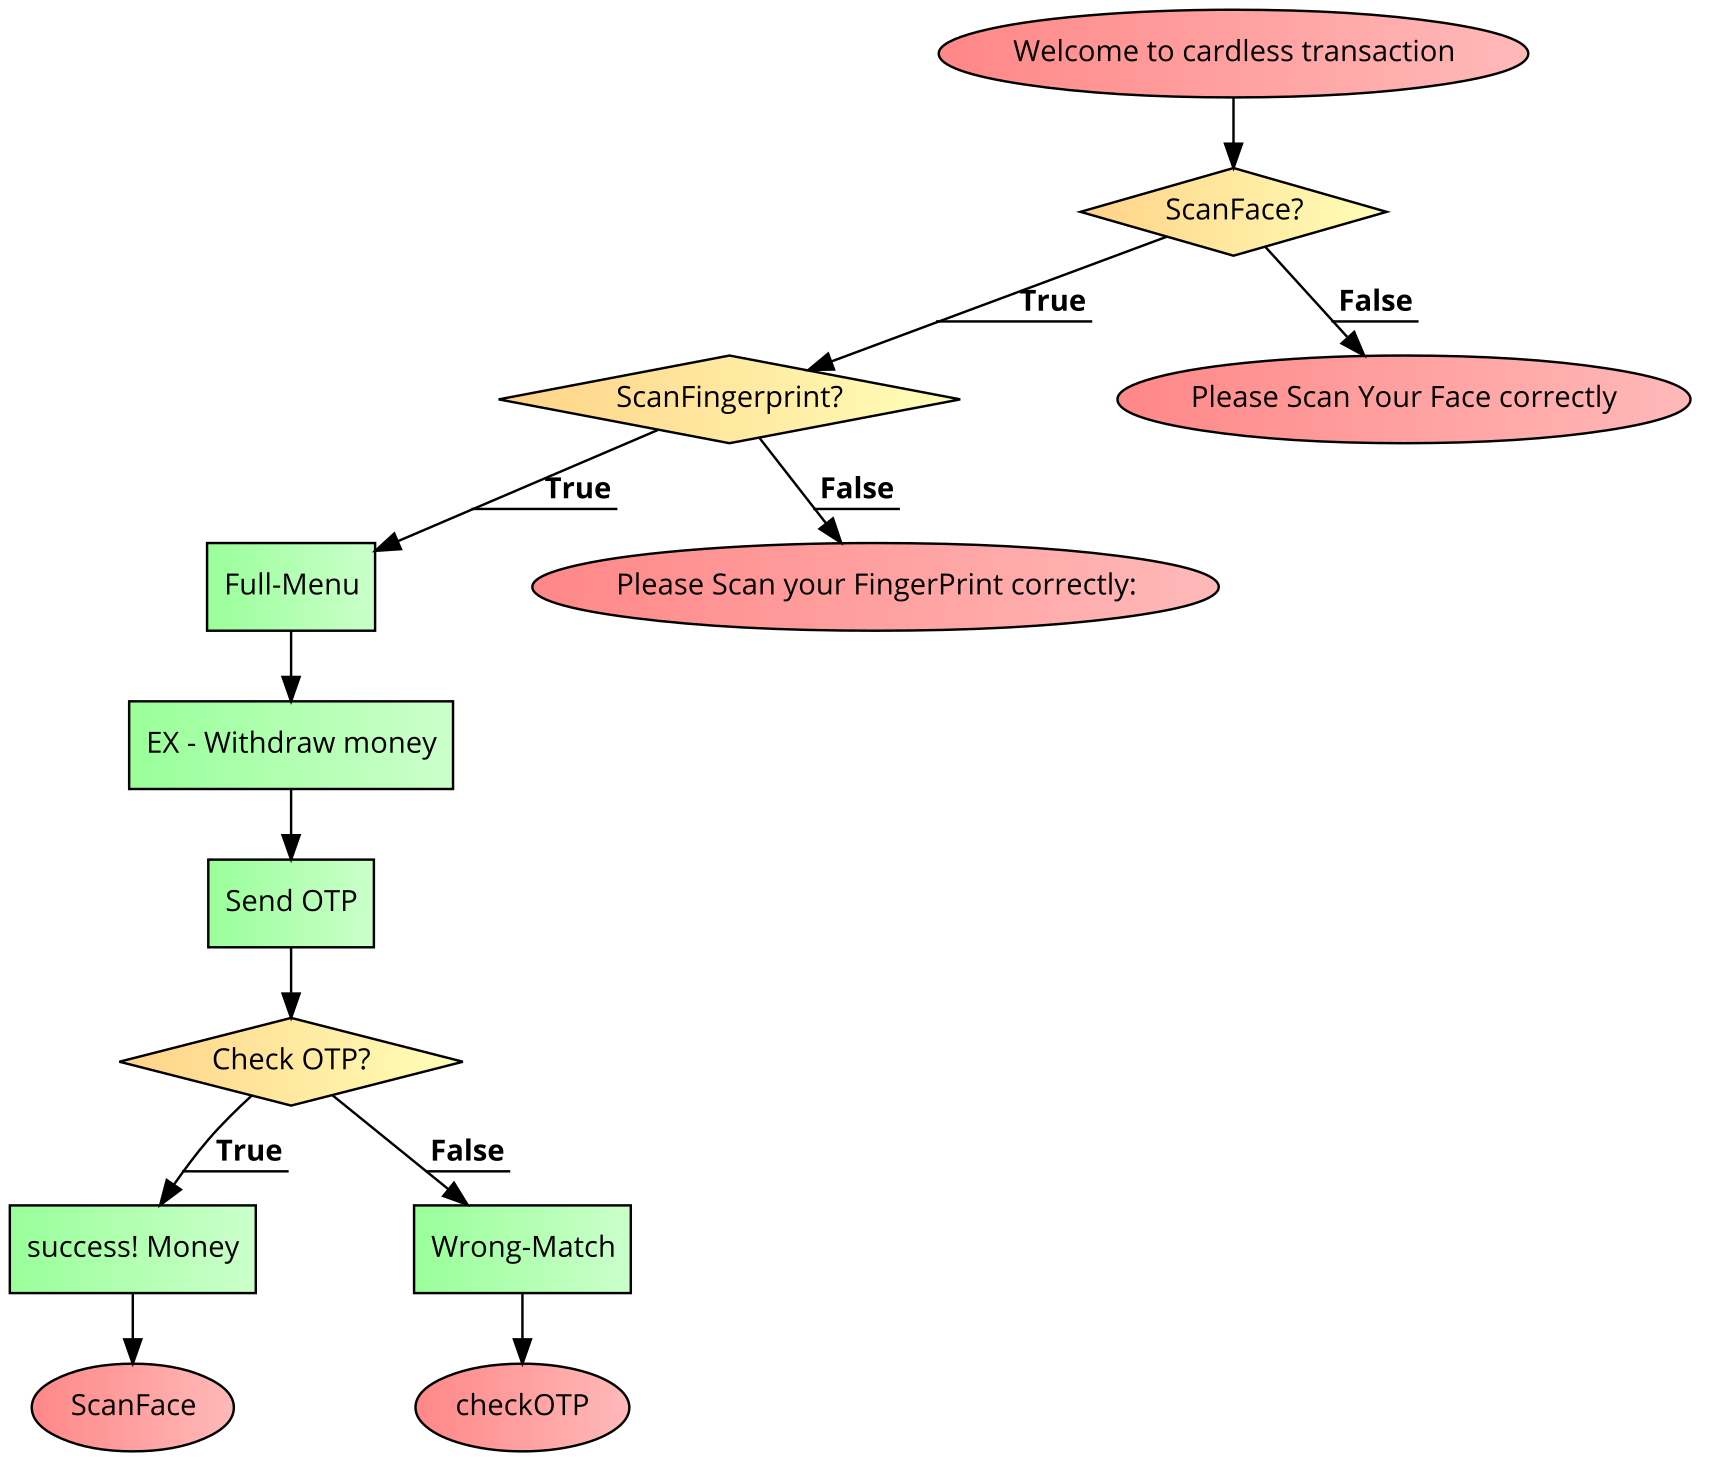 Welcome to cardless transaction
ScanFace?
True
False
ScanFingerprint?
Please Scan Your Face correctly
True
False
Full-Menu
Please Scan your FingerPrint correctly:
EX - Withdraw money
Send OTP
Check OTP?
True
False
success! Money
Wrong-Match
ScanFace
checkOTP